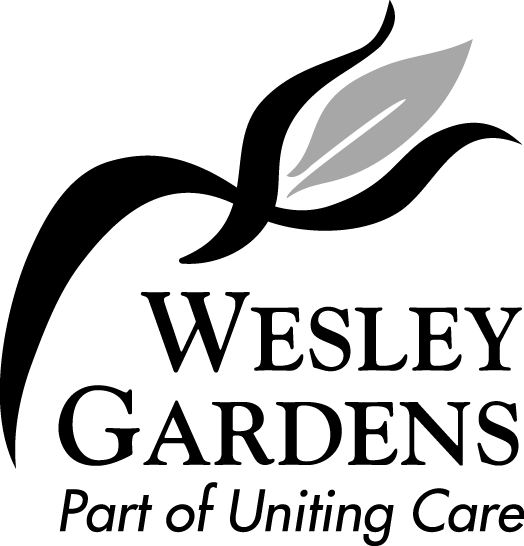 WESLEY
GARDENS
Part of Uniting Care